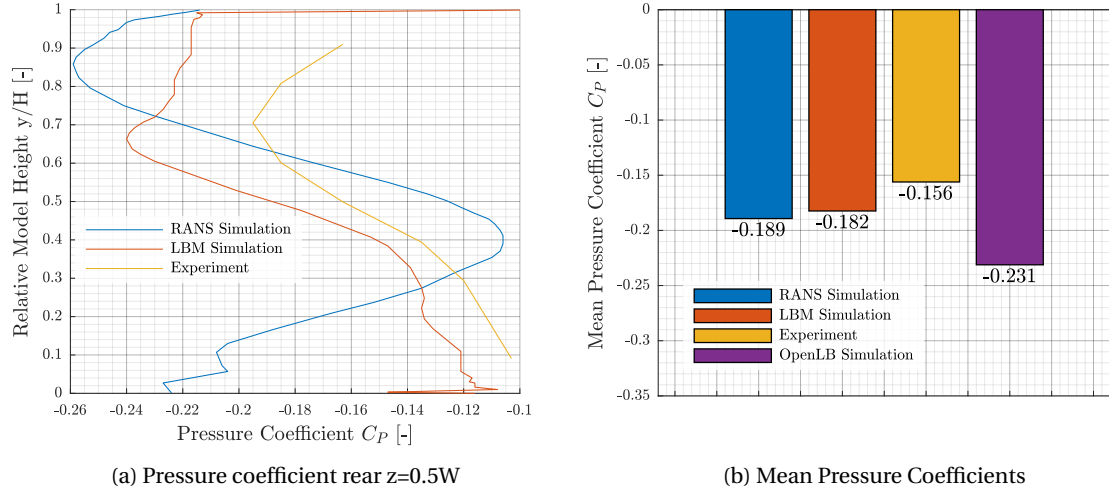 1
0.9
0.8
0.7
0.6
0.5
0.4
0.3
0.2
0.1
0
Relative Model Height y/H [-]
RANS Simulation
LBM Simulation
Experiment
-0.26 -0.24 -0.22 -0.2 -0.18 -0.16 -0.14 -0.12 -0.1
Pressure Coefficient C_P [-]
(a) Pressure coefficient rear z=0.5W
0
-0.05
-0.1
-0.15
-0.2
-0.25
-0.3
-0.35
Mean Pressure Coefficient C_P [-]
-0.189
-0.182
-0.156
-0.231
RANS Simulation
LBM Simulation
Experiment
OpenLB Simulation
(b) Mean Pressure Coefficients